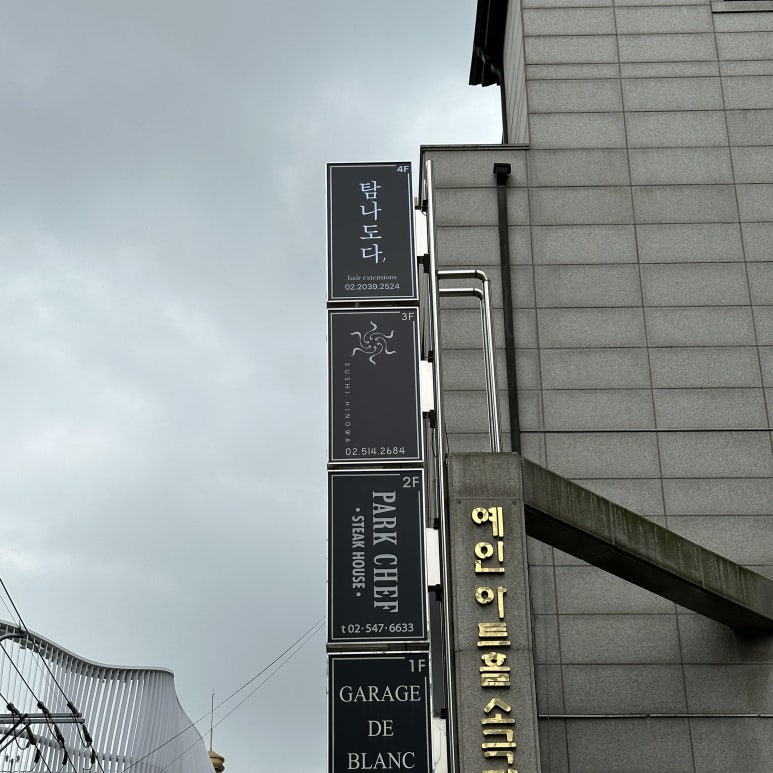 4F
탐나도다,
hair extensions
02.2039.2524
3F
SUSHI HINOWA
02.514.2684
2F
PARK CHEF
• STEAK HOUSE •
t 02·547·6633
1F
GARAGE
DE
BLANC
예인아트홀 소극